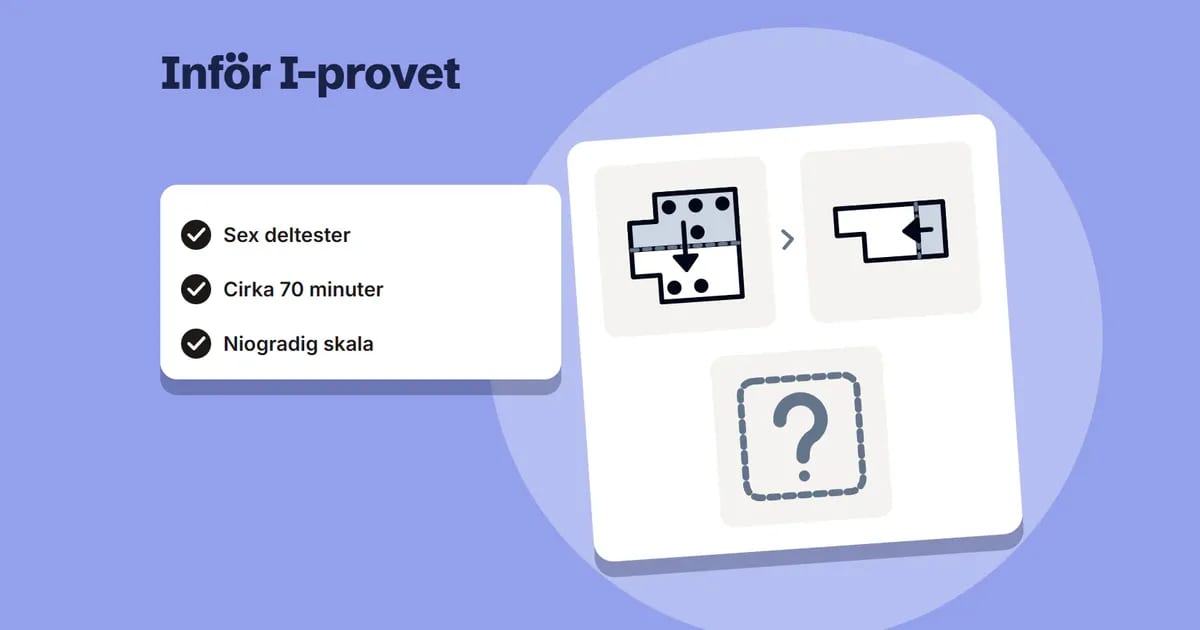 Inför I-provet
Sex deltester
Cirka 70 minuter
Niogradig skala
?